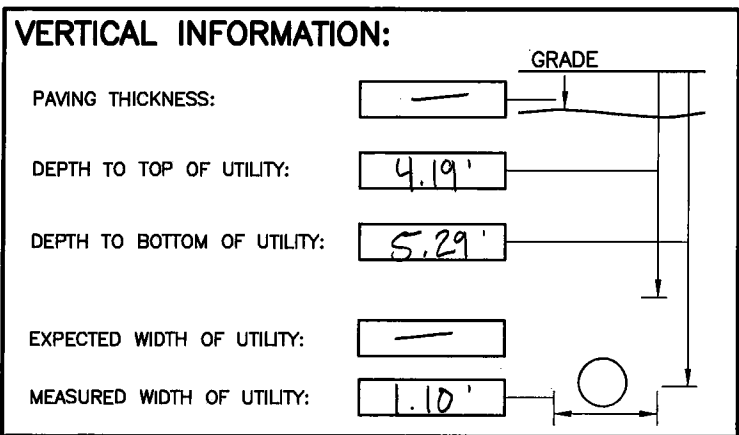 VERTICAL INFORMATION:
GRADE
PAVING THICKNESS: —
DEPTH TO TOP OF UTILITY: 4.19'
DEPTH TO BOTTOM OF UTILITY: 5.29'
EXPECTED WIDTH OF UTILITY: —
MEASURED WIDTH OF UTILITY: 1.10'